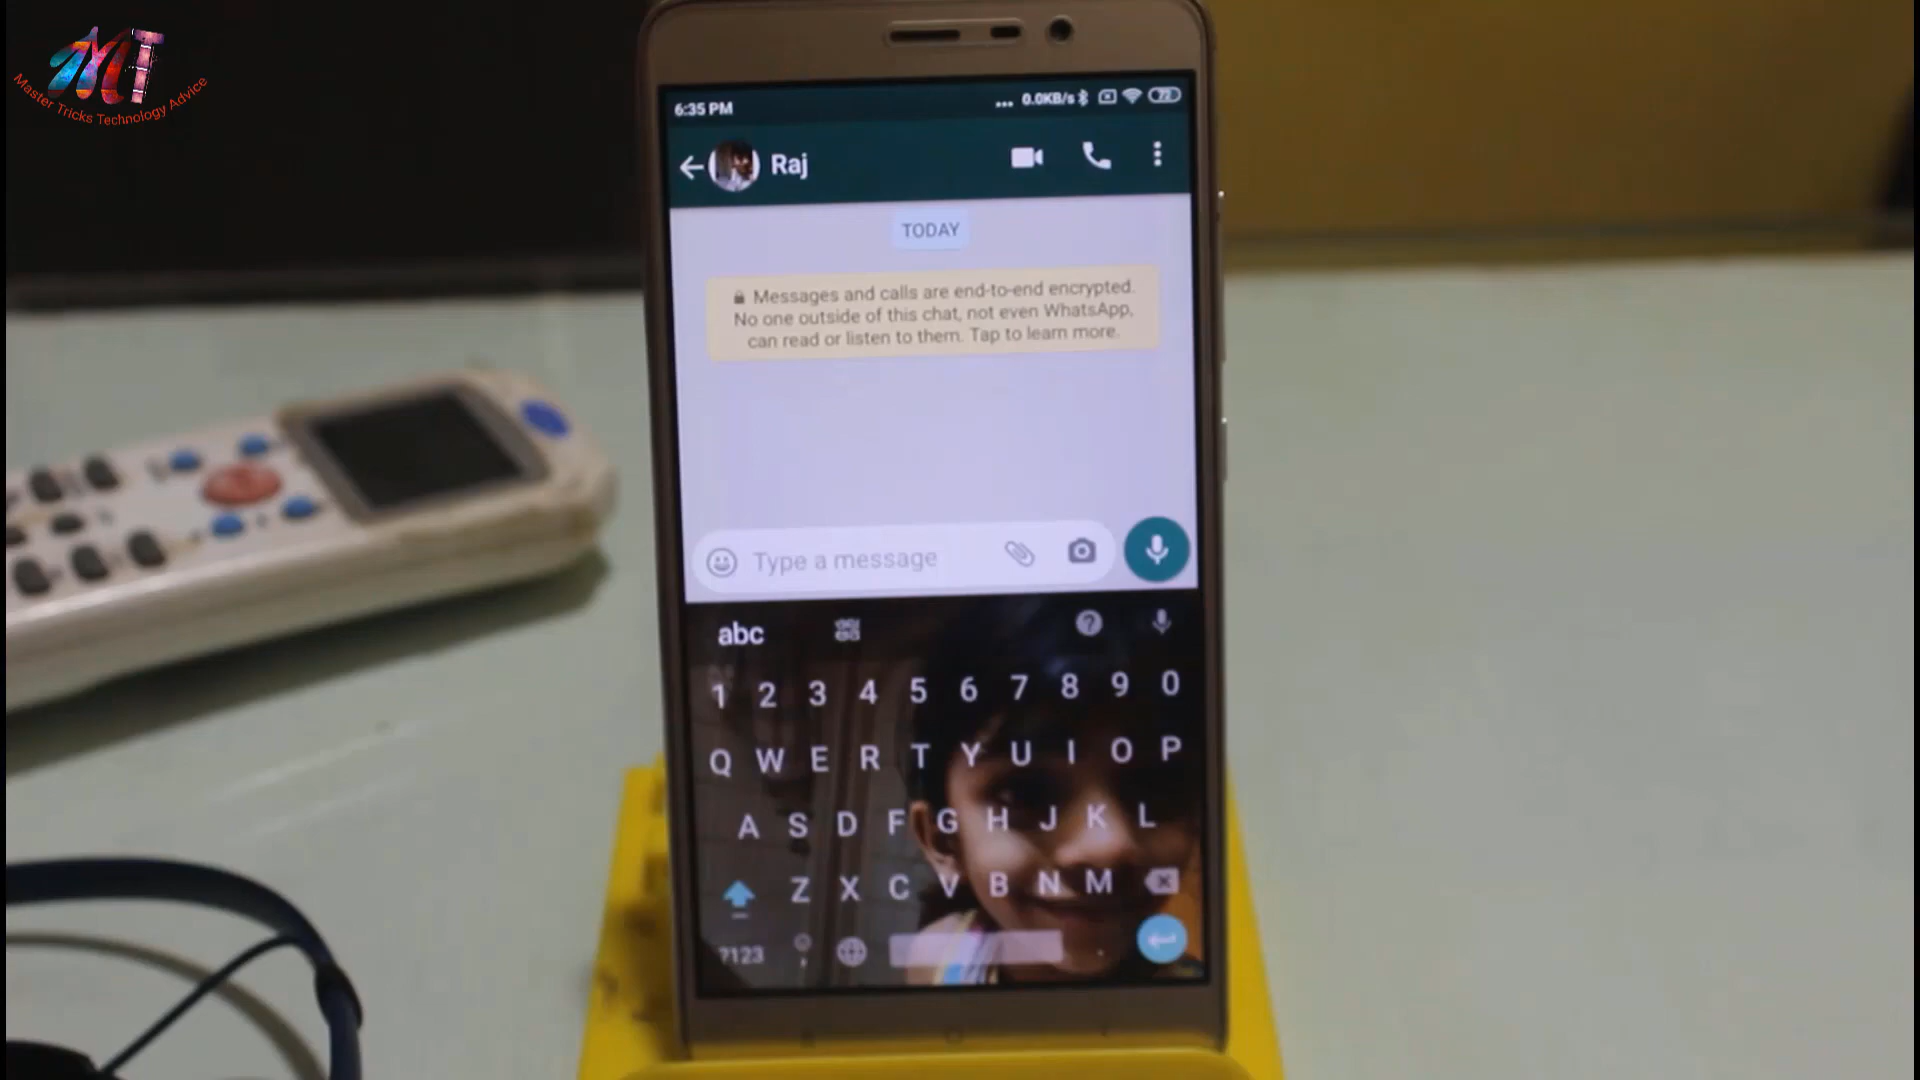 MT
Master Tricks Technology Advice
6:35 PM
... 0.0KB/s 72
Raj
TODAY
Messages and calls are end-to-end encrypted.
No one outside of this chat, not even WhatsApp,
can read or listen to them. Tap to learn more.
Type a message
abc
1 2 3 4 5 6 7 8 9 0
Q W E R T Y U I O P
A S D F G H J K L
Z X C V B N M
?123 , .